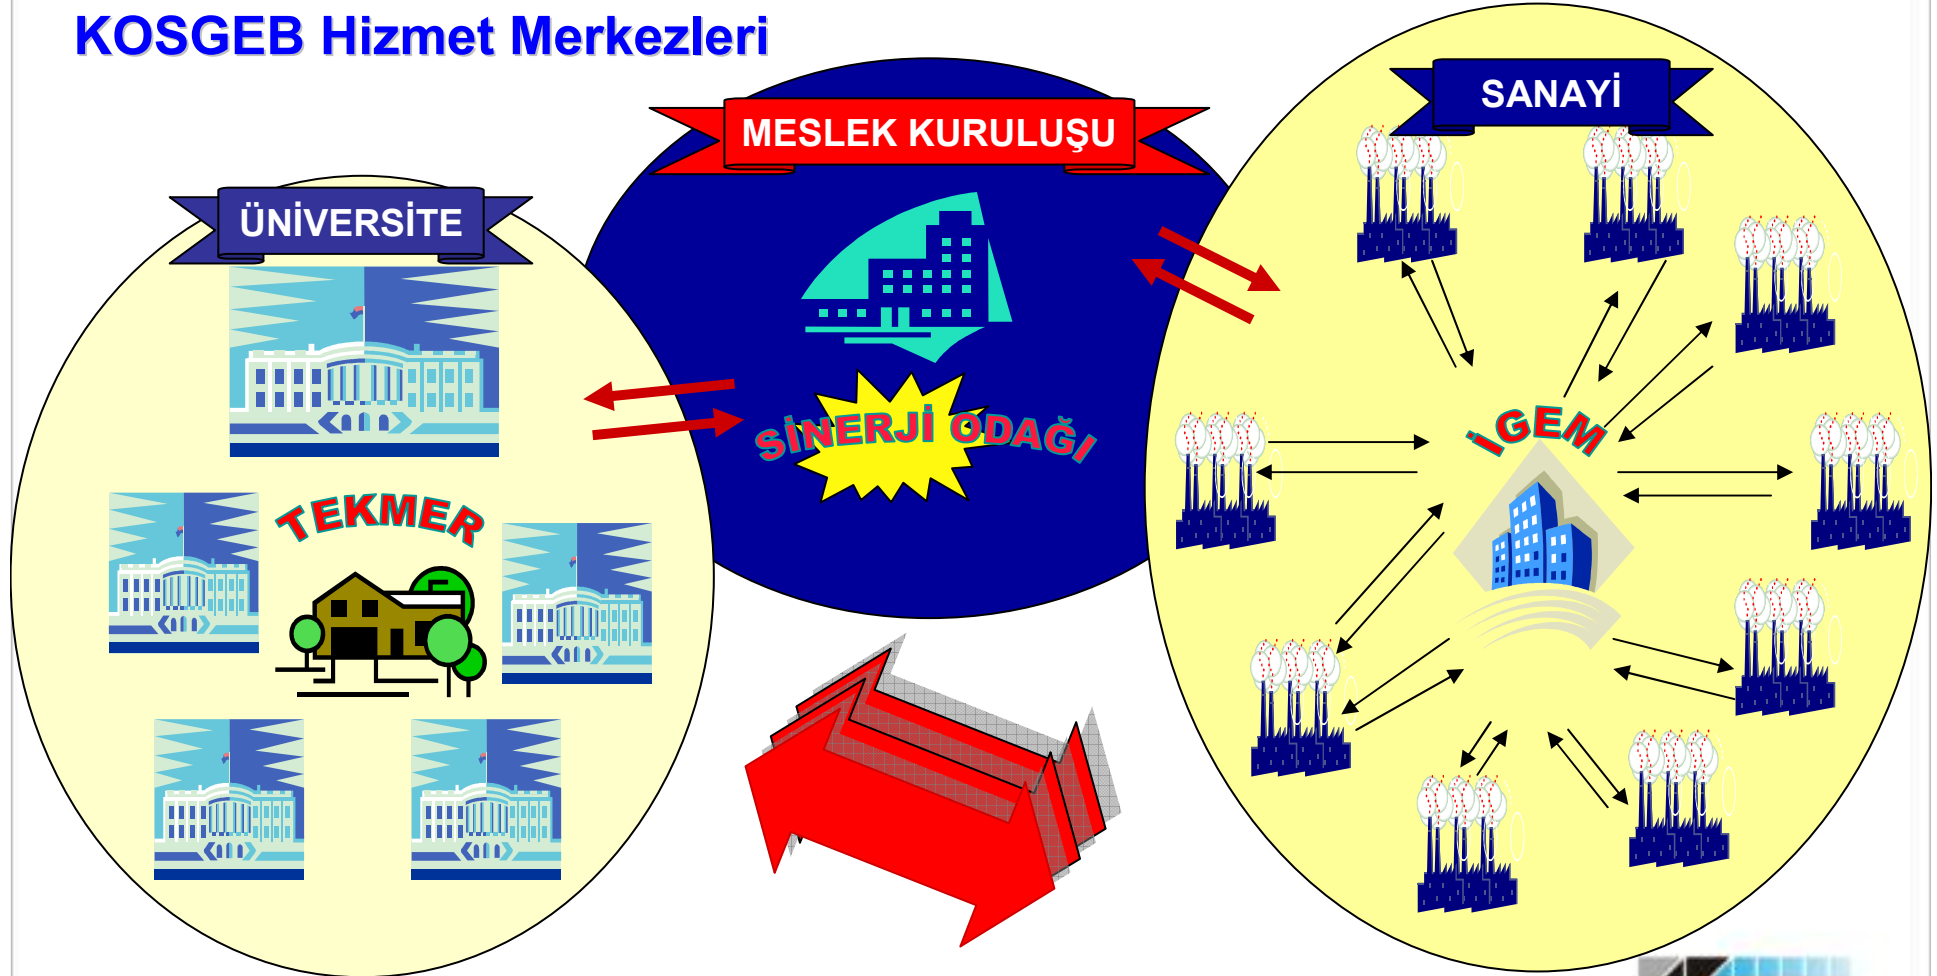 KOSGEB Hizmet Merkezleri
SANAYİ
MESLEK KURULUŞU
ÜNİVERSİTE
SİNERJİ ODAĞI
İGEM
TEKMER